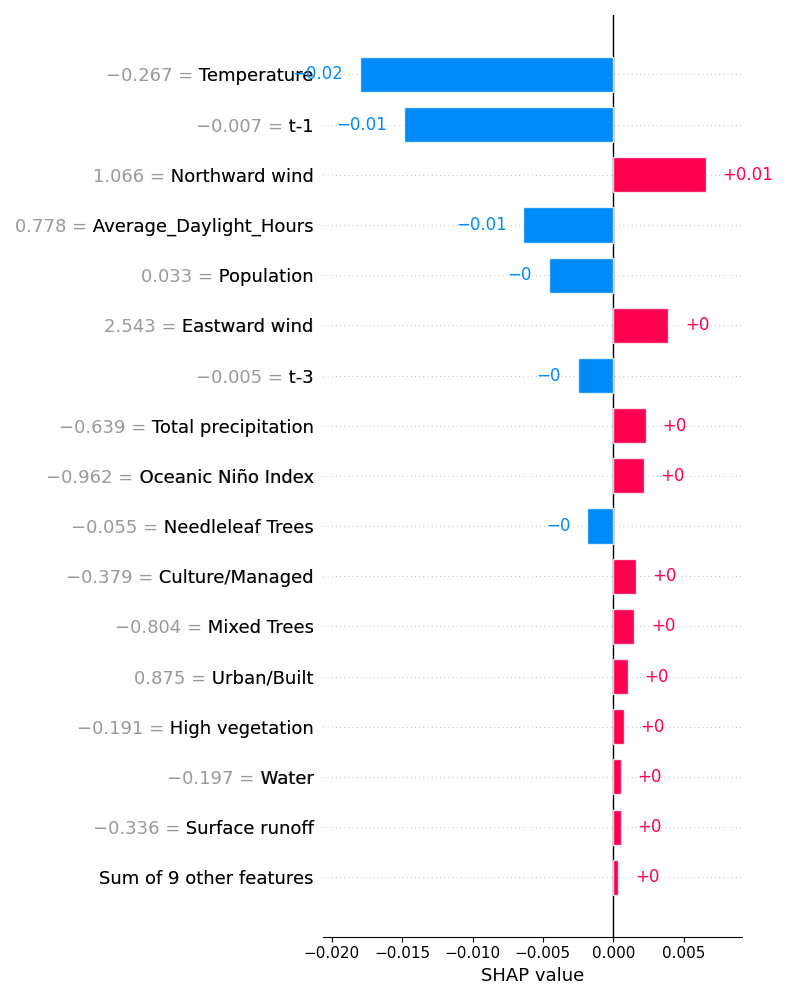 −0.267 = Temperature −0.02
−0.007 = t-1 −0.01
1.066 = Northward wind +0.01
0.778 = Average_Daylight_Hours −0.01
0.033 = Population −0
2.543 = Eastward wind +0
−0.005 = t-3 −0
−0.639 = Total precipitation +0
−0.962 = Oceanic Niño Index +0
−0.055 = Needleleaf Trees −0
−0.379 = Culture/Managed +0
−0.804 = Mixed Trees +0
0.875 = Urban/Built +0
−0.191 = High vegetation +0
−0.197 = Water +0
−0.336 = Surface runoff +0
Sum of 9 other features +0
−0.020 −0.015 −0.010 −0.005 0.000 0.005
SHAP value